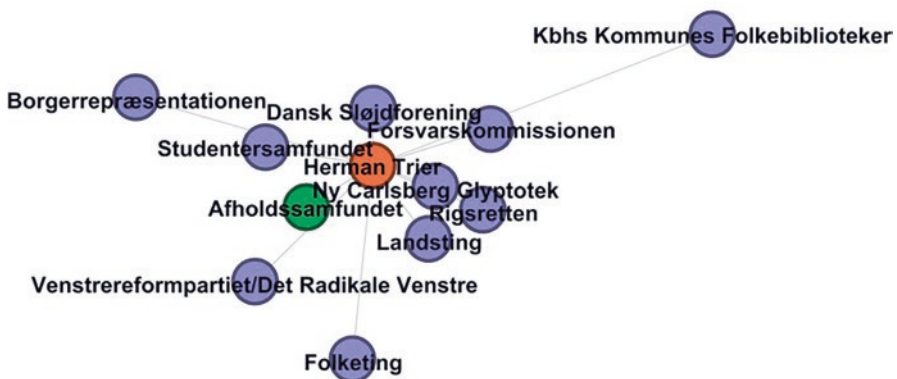 Kbhs Kommunes Folkebiblioteker
Borgerrepræsentationen
Dansk Sløjdforening
Forsvarskommissionen
Studentersamfundet
Herman Trier
Ny Carlsberg Glyptotek
Afholdssamfundet
Rigsretten
Landsting
Venstrereformpartiet/Det Radikale Venstre
Folketing